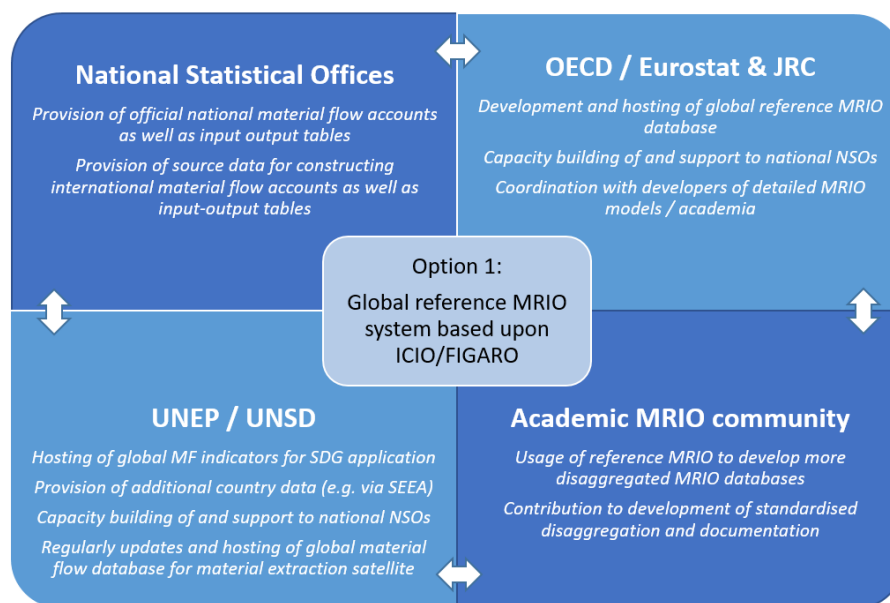 National Statistical Offices
Provision of official national material flow accounts
as well as input output tables
Provision of source data for constructing
international material flow accounts as well as
input-output tables
OECD / Eurostat & JRC
Development and hosting of global reference MRIO
database
Capacity building of and support to national NSOs
Coordination with developers of detailed MRIO
models / academia
Option 1:
Global reference MRIO
system based upon
ICIO/FIGARO
UNEP / UNSD
Hosting of global MF indicators for SDG application
Provision of additional country data (e.g. via SEEA)
Capacity building of and support to national NSOs
Regularly updates and hosting of global material
flow database for material extraction satellite
Academic MRIO community
Usage of reference MRIO to develop more
disaggregated MRIO databases
Contribution to development of standardised
disaggregation and documentation